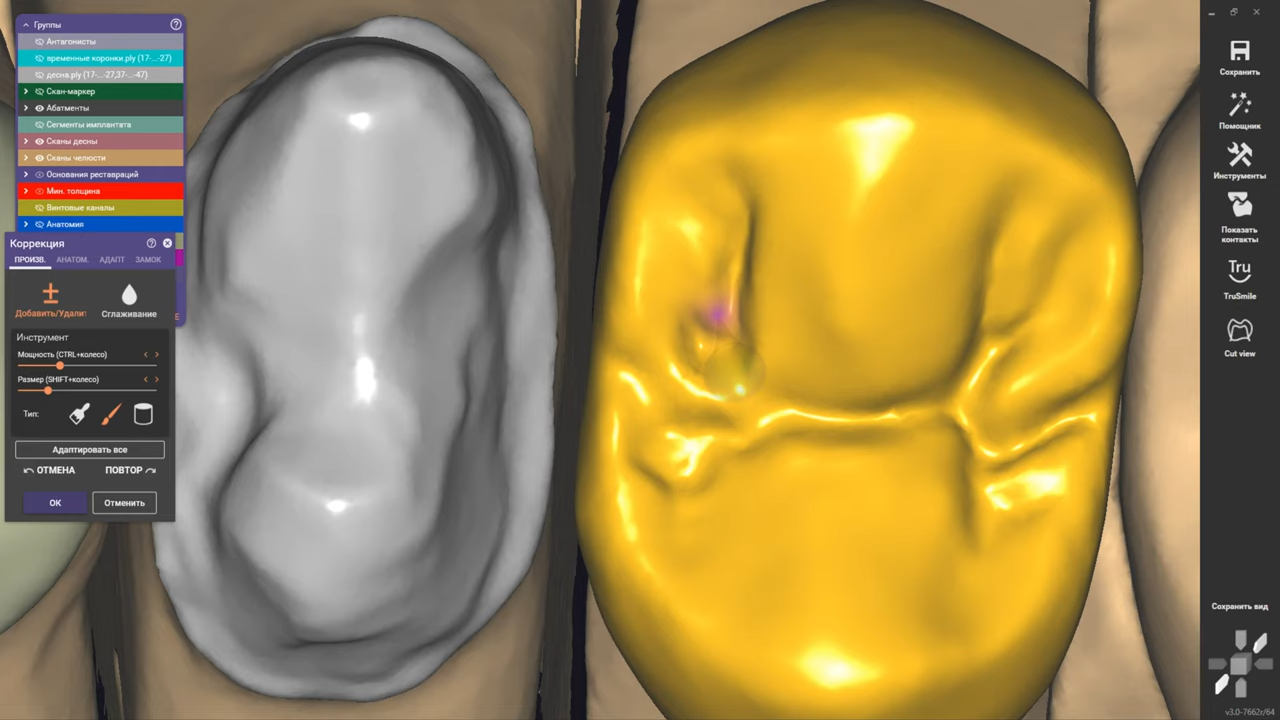 Группы
Антагонисты
временные коронки.ply (17-...-27)
десна.ply (17-...-27,37-...-47)
Скан-маркер
Абатменты
Сегменты имплантата
Сканы десны
Сканы челюсти
Основания реставраций
Мин. толщина
Винтовые каналы
Анатомия
Коррекция
ПРОИЗВ. АНАТОМ. АДАПТ ЗАМОК
Добавить/Удалит Сглаживание
Инструмент
Мощность (CTRL+колесо)
Размер (SHIFT+колесо)
Тип:
Адаптировать все
ОТМЕНА ПОВТОР
ОК Отменить
Сохранить
Помощник
Инструменты
Показать
контакты
Tru
TruSmile
Cut view
Сохранить вид
v3.0-7662r/64